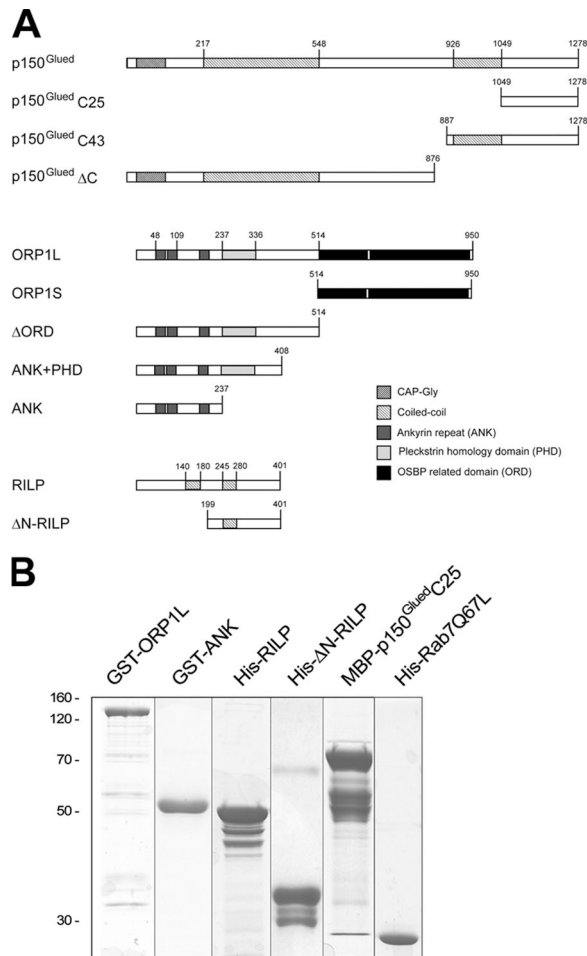 A
217 548 926 1049 1278
p150Glued
1049 1278
p150Glued C25
887 1278
p150Glued C43
876
p150Glued ΔC
48 109 237 336 514 950
ORP1L
514 950
ORP1S
514
ΔORD
408
ANK+PHD
237
ANK
CAP-Gly
Coiled-coil
Ankyrin repeat (ANK)
Pleckstrin homology domain (PHD)
OSBP related domain (ORD)
140 180 245 280 401
RILP
199 401
ΔN-RILP
B
GST-ORP1L
GST-ANK
His-RILP
His-ΔN-RILP
MBP-p150GluedC25
His-Rab7Q67L
160 -
120 -
70 -
50 -
30 -